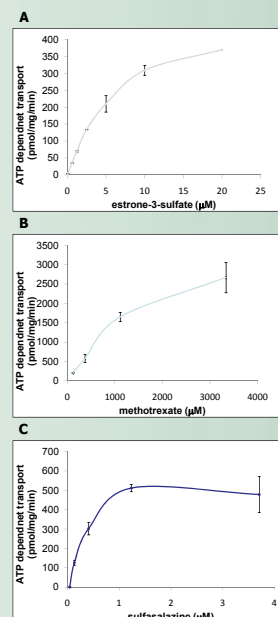 A
ATP dependnet transport
(pmol/mg/min)
400
350
300
250
200
150
100
50
0
0 5 10 15 20 25
estrone-3-sulfate (µM)
B
ATP dependnet transport
(pmol/mg/min)
3500
3000
2500
2000
1500
1000
500
0
0 1000 2000 3000 4000
methotrexate (µM)
C
ATP dependnet transport
(pmol/mg/min)
700
600
500
400
300
200
100
0
0 1 2 3 4
sulfasalazine (µM)